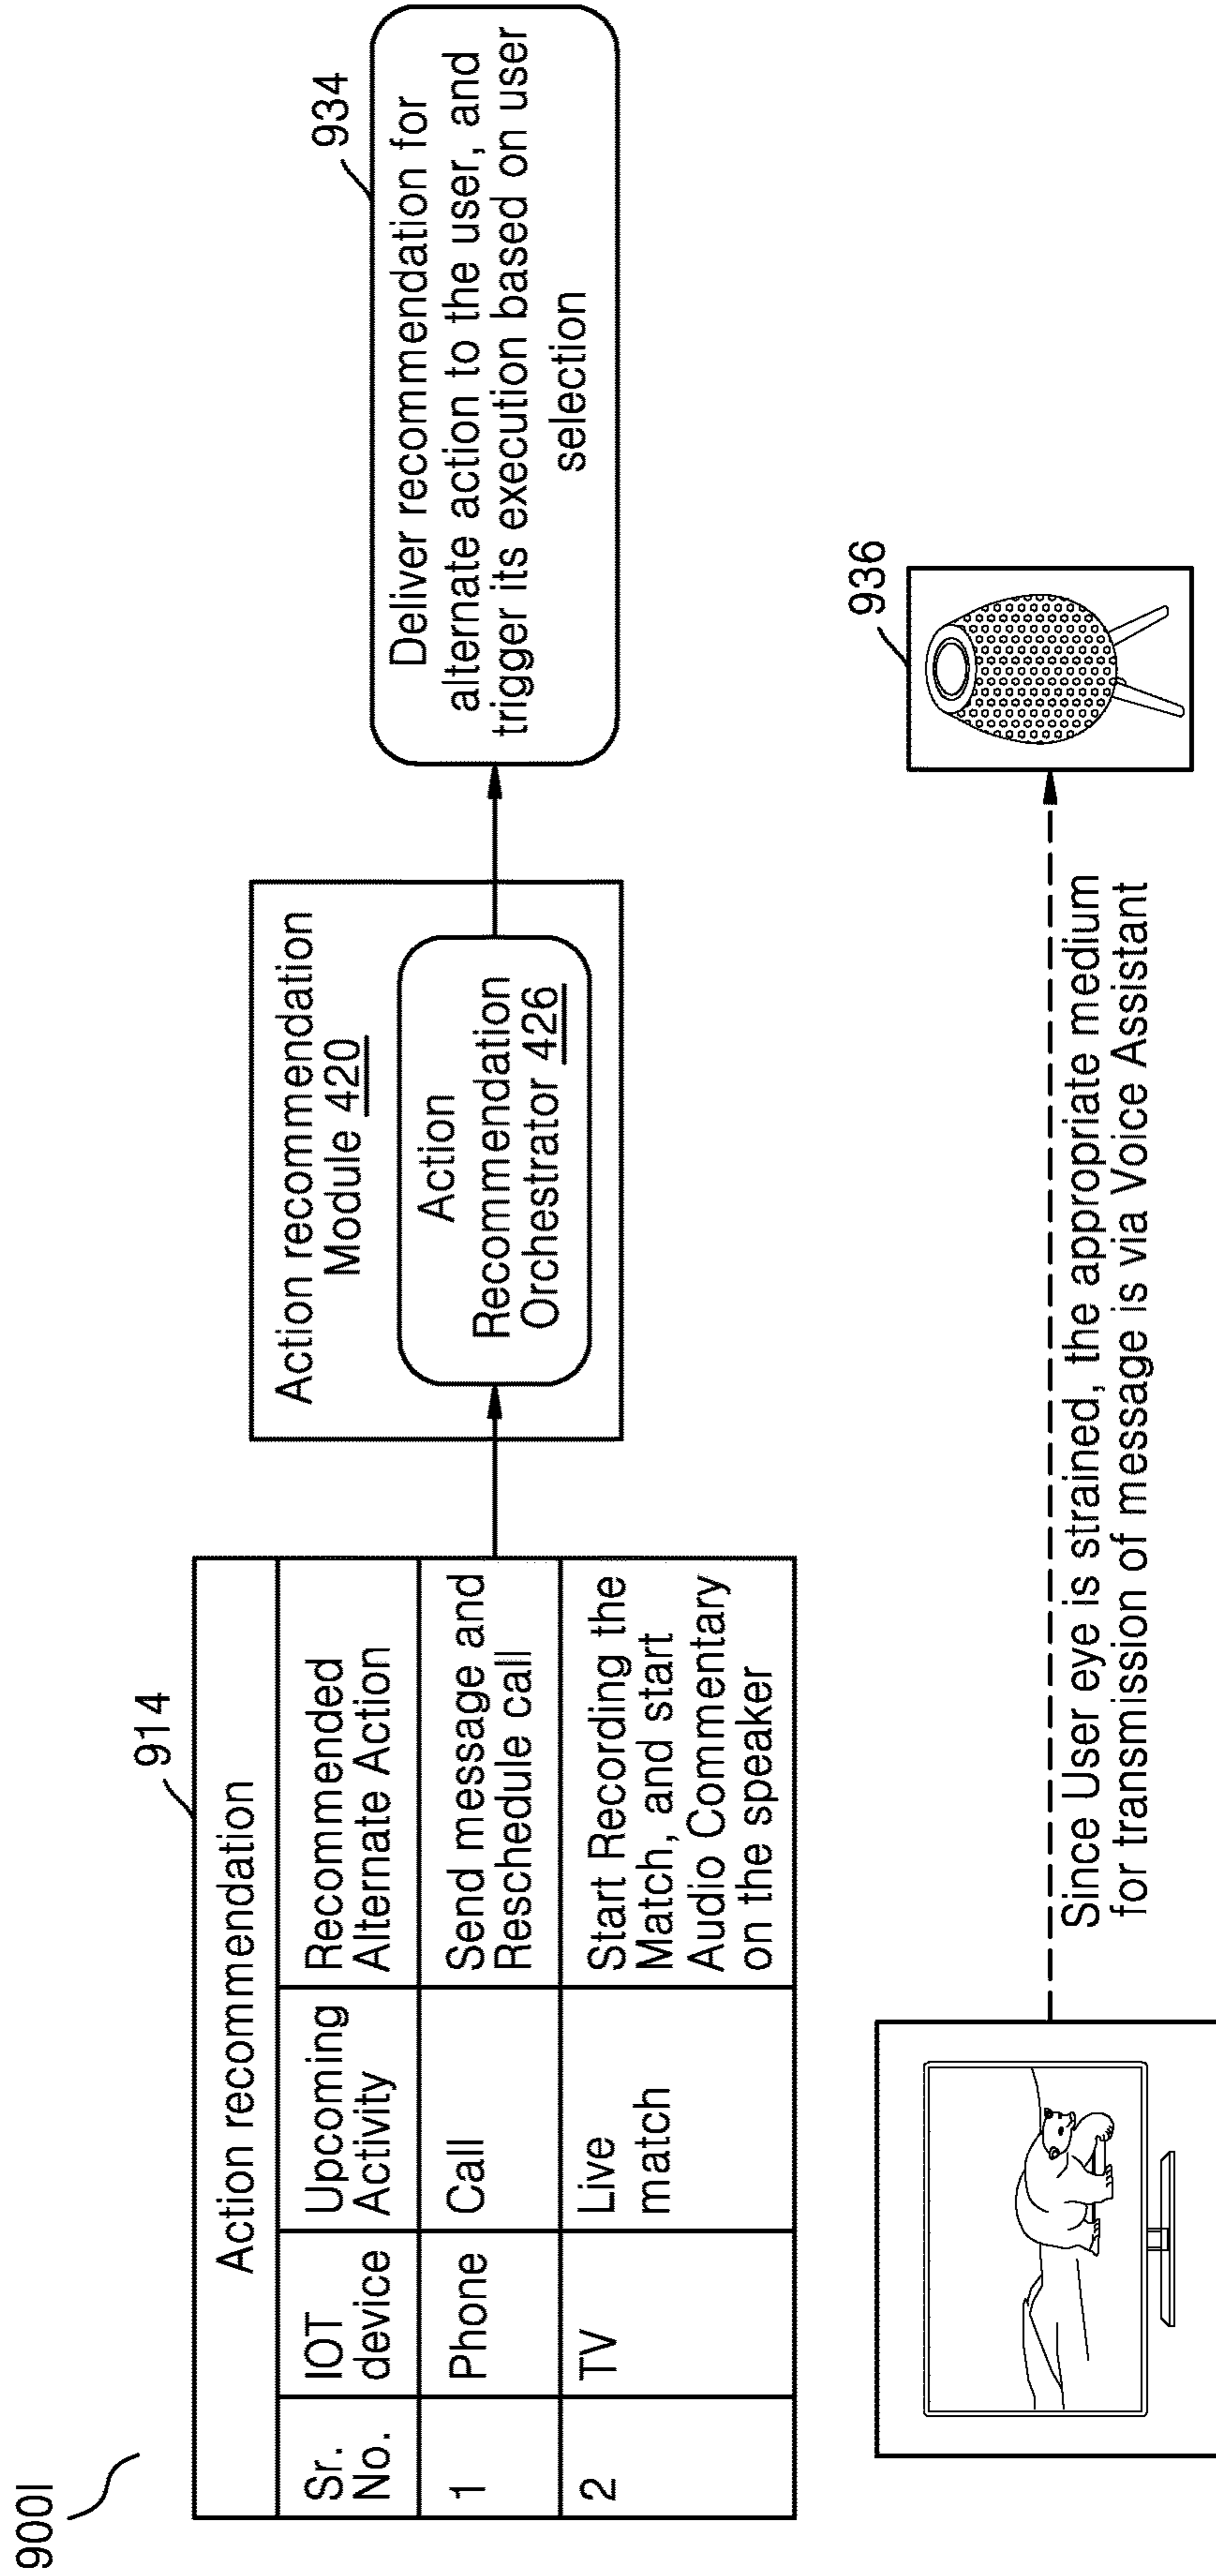 900I
914
Action recommendation
Sr.
No.
IOT
device
Upcoming
Activity
Recommended
Alternate Action
1
Phone
Call
Send message and
Reschedule call
2
TV
Live
match
Start Recording the
Match, and start
Audio Commentary
on the speaker
Action recommendation
Module 420
Action
Recommendation
Orchestrator 426
934
Deliver recommendation for
alternate action to the user, and
trigger its execution based on user
selection
Since User eye is strained, the appropriate medium
for transmission of message is via Voice Assistant
936